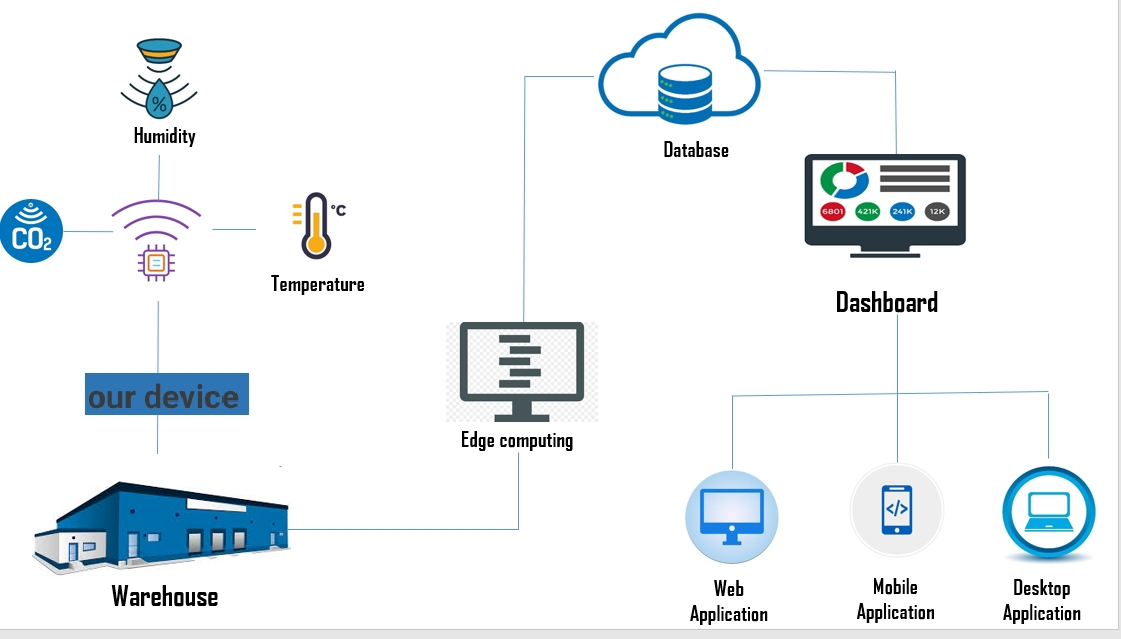 %
Humidity
CO2
°C
Temperature
our device
Warehouse
Edge computing
Database
6801 421K 241K 12K
Dashboard
</>
Web
Application
Mobile
Application
Desktop
Application